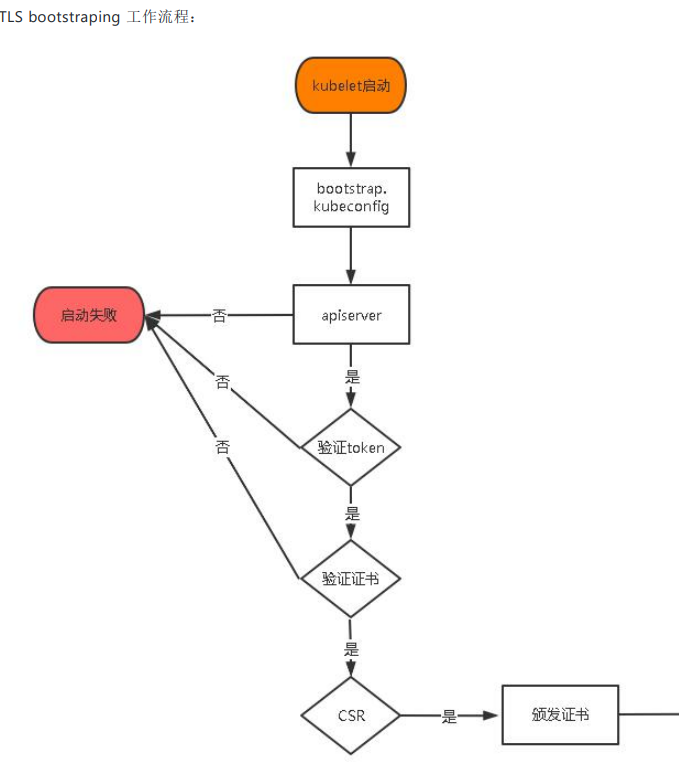 TLS bootstraping 工作流程：
kubelet启动
bootstrap.
kubeconfig
apiserver
启动失败
否
是
否
验证token
否
是
验证证书
是
CSR
是
颁发证书